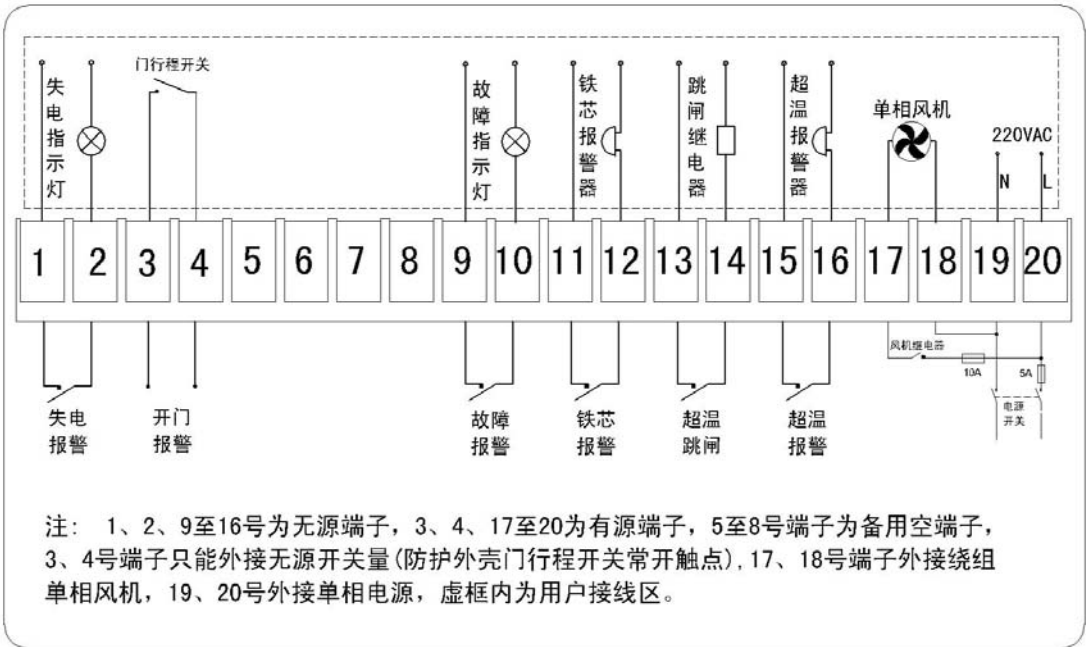 门行程开关
失电指示灯
故障指示灯
铁芯报警器
跳闸继电器
超温报警器
单相风机
220VAC
N L
1 2 3 4 5 6 7 8 9 10 11 12 13 14 15 16 17 18 19 20
风机继电器
10A
5A
电源
开关
失电
报警
开门
报警
故障
报警
铁芯
报警
超温
跳闸
超温
报警
注: 1、2、9至16号为无源端子，3、4、17至20为有源端子，5至8号端子为备用空端子，
3、4号端子只能外接无源开关量(防护外壳门行程开关常开触点),17、18号端子外接绕组
单相风机，19、20号外接单相电源，虚框内为用户接线区。